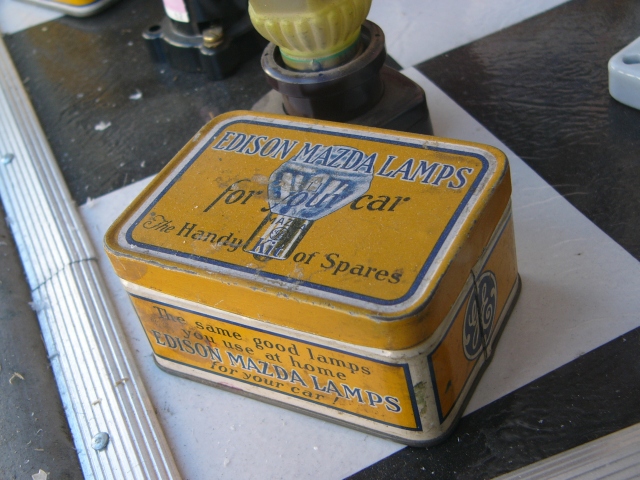 EDISON MAZDA LAMPS
for your car
"The Handy Kit of Spares
The same good lamps
you use at home
EDISON MAZDA LAMPS
for your car!
GE